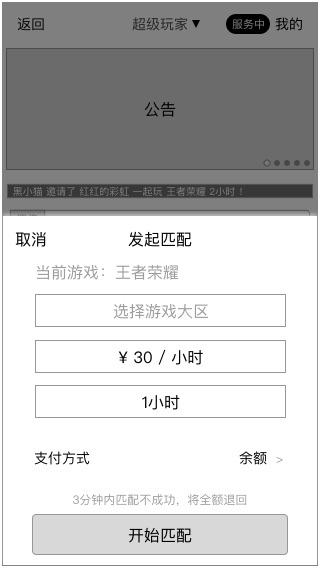 返回 超级玩家▼ 服务中 我的
公告
黑小猫 邀请了 红红的彩虹 一起玩 王者荣耀 2小时！
取消 发起匹配
当前游戏：王者荣耀
选择游戏大区
¥ 30 / 小时
1小时
支付方式 余额 >
3分钟内匹配不成功，将全额退回
开始匹配